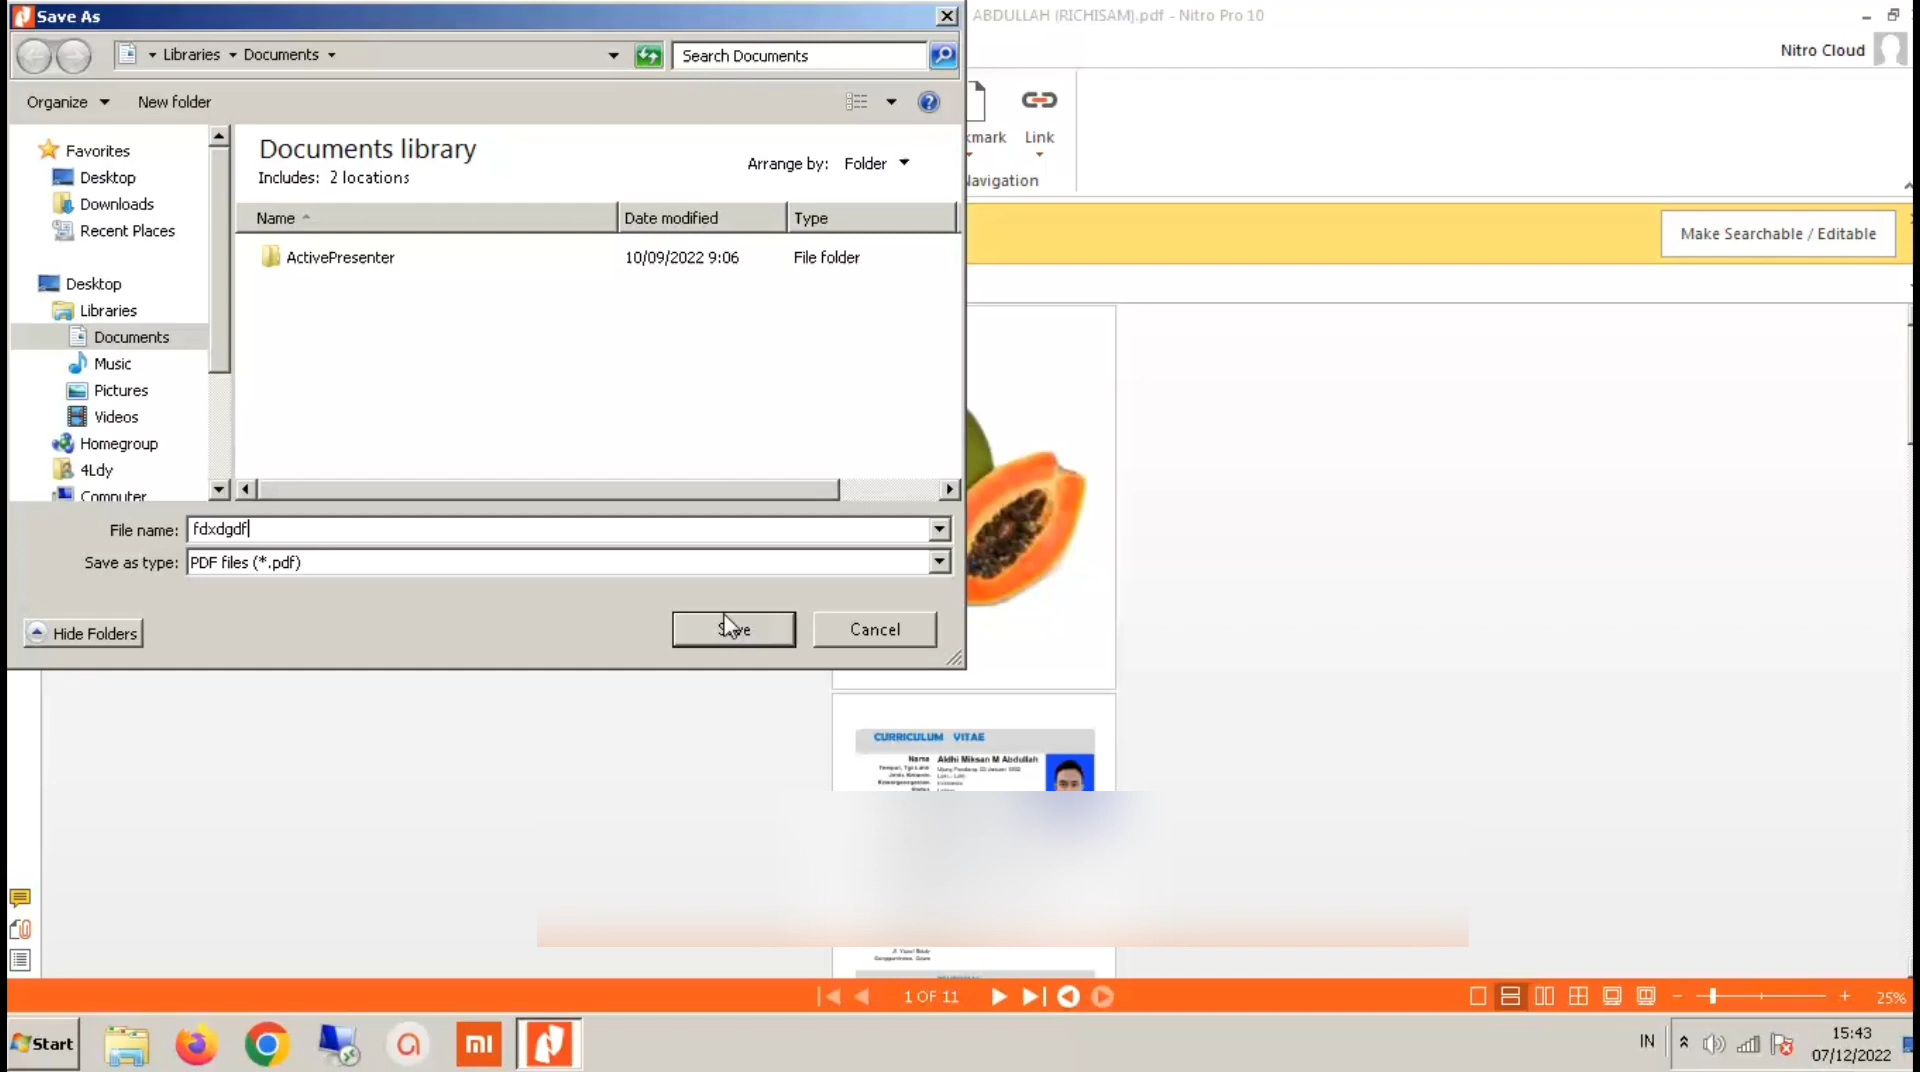 Save As
ABDULLAH (RICHISAM).pdf - Nitro Pro 10
Libraries
Documents
Search Documents
Nitro Cloud
Organize
New folder
Link
Favorites
Desktop
Downloads
Recent Places
Desktop
Libraries
Documents
Music
Pictures
Videos
Homegroup
4Ldy
Computer
Documents library
Includes: 2 locations
Arrange by: Folder
Name
Date modified
Type
ActivePresenter
10/09/2022 9:06
File folder
Make Searchable / Editable
File name: fdxdgdf
Save as type: PDF files (*.pdf)
Hide Folders
Save
Cancel
CURRICULUM VITAE
Nama
Aldhi Miksan M Abdullah
1 OF 11
25%
Start
mi
IN
15:43
07/12/2022